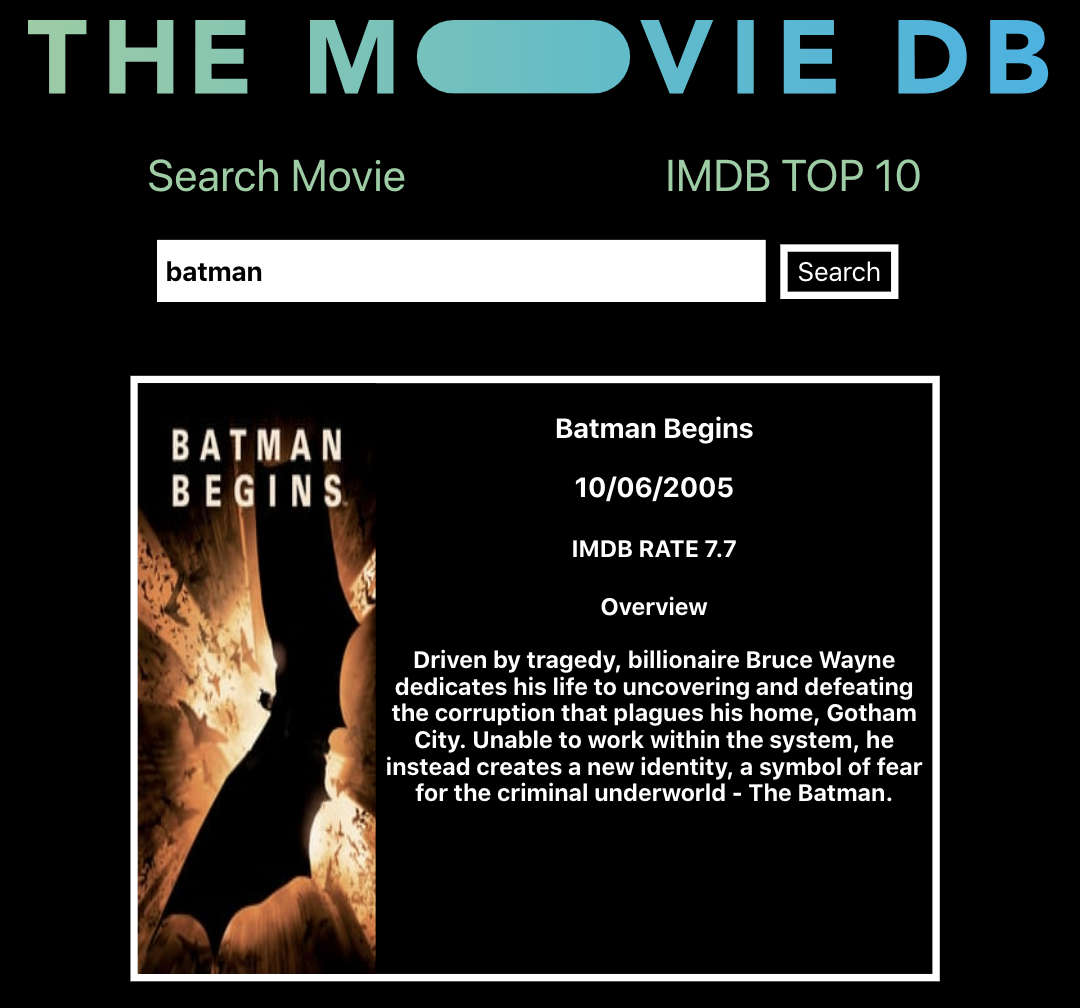 THE MOVIE DB
Search Movie
IMDB TOP 10
batman
Search
BATMAN
BEGINS
Batman Begins
10/06/2005
IMDB RATE 7.7
Overview
Driven by tragedy, billionaire Bruce Wayne
dedicates his life to uncovering and defeating
the corruption that plagues his home, Gotham
City. Unable to work within the system, he
instead creates a new identity, a symbol of fear
for the criminal underworld - The Batman.